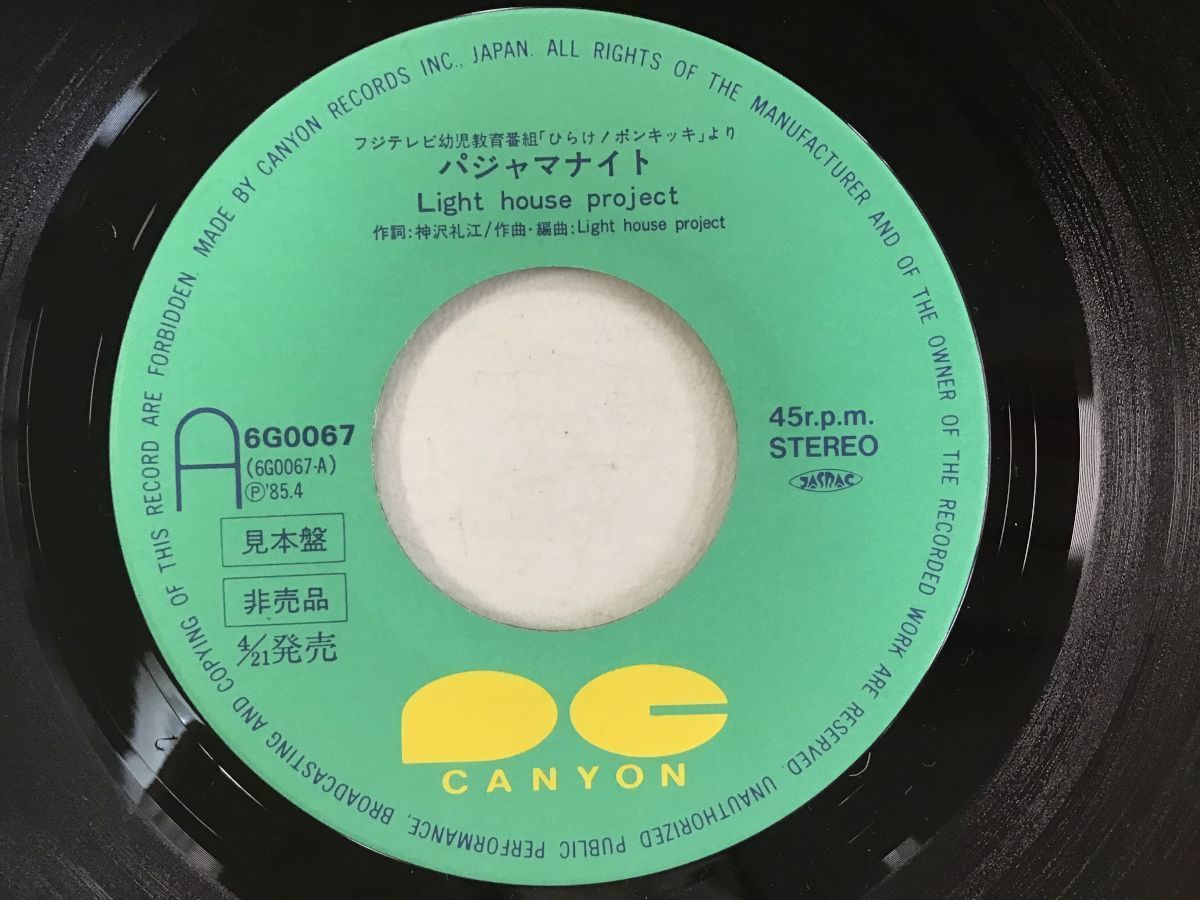 MADE BY CANYON RECORDS INC., JAPAN. ALL RIGHTS OF THE MANUFACTURER AND OF THE OWNER OF THE RECORDED WORK ARE RESERVED. UNAUTHORIZED PUBLIC PERFORMANCE, BROADCASTING AND COPYING OF THIS RECORD ARE FORBIDDEN.
フジテレビ幼児教育番組「ひらけ!ポンキッキ」より
パジャマナイト
Light house project
作詞:神沢礼江/作曲・編曲:Light house project
A 6G0067
(6G0067-A)
Ⓟ'85.4
見本盤
非売品
4/21発売
45r.p.m.
STEREO
JASRAC
PC
CANYON